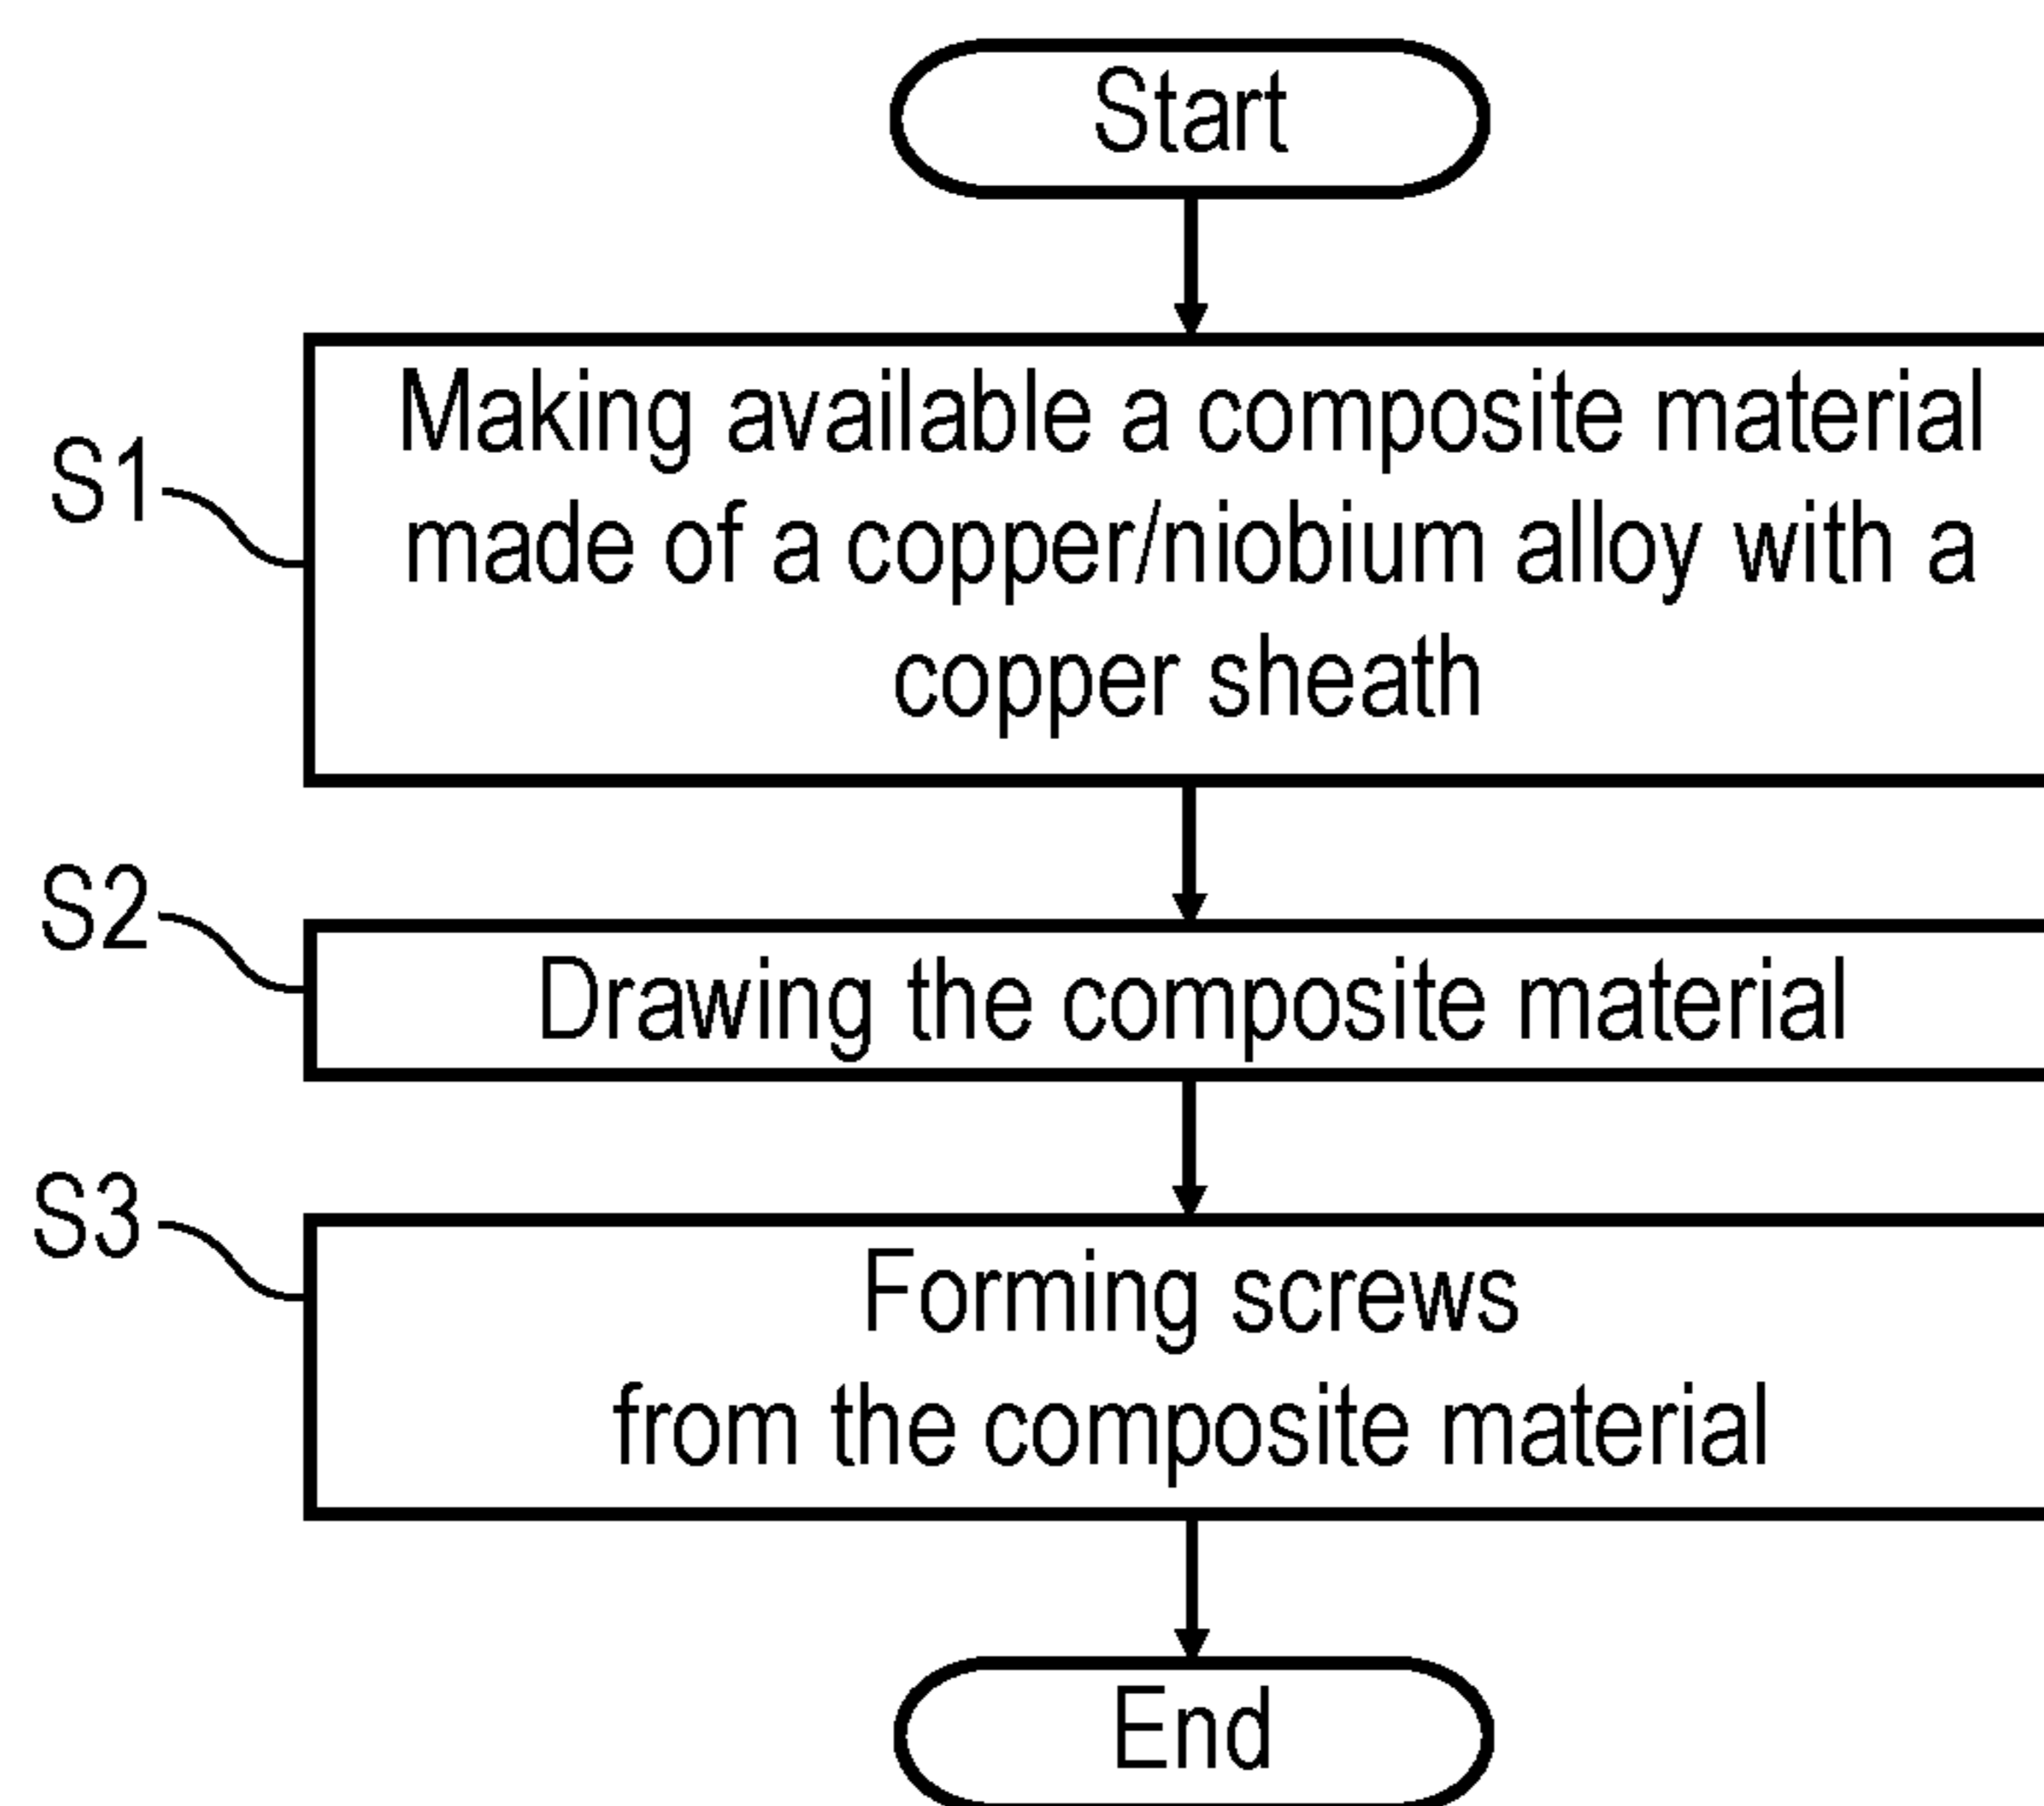 Start
S1
Making available a composite material
made of a copper/niobium alloy with a
copper sheath
S2
Drawing the composite material
S3
Forming screws
from the composite material
End